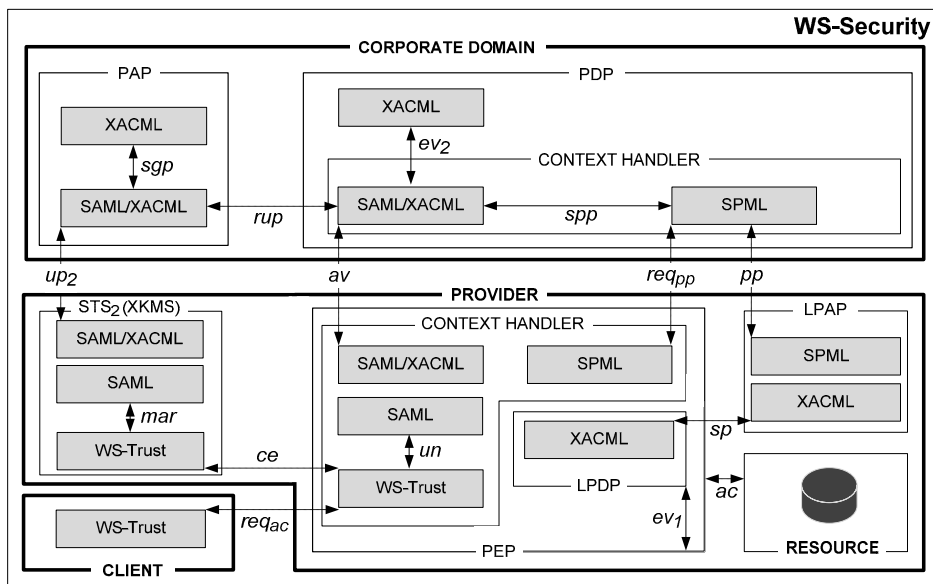 WS-Security
CORPORATE DOMAIN
PAP
PDP
XACML
XACML
sgp
ev2
CONTEXT HANDLER
SAML/XACML
rup
SAML/XACML
spp
SPML
up2
av
reqpp
pp
PROVIDER
STS2 (XKMS)
CONTEXT HANDLER
LPAP
SAML/XACML
SAML/XACML
SPML
SPML
SAML
SAML
XACML
mar
un
XACML
sp
WS-Trust
ce
WS-Trust
LPDP
ac
WS-Trust
reqac
ev1
CLIENT
PEP
RESOURCE